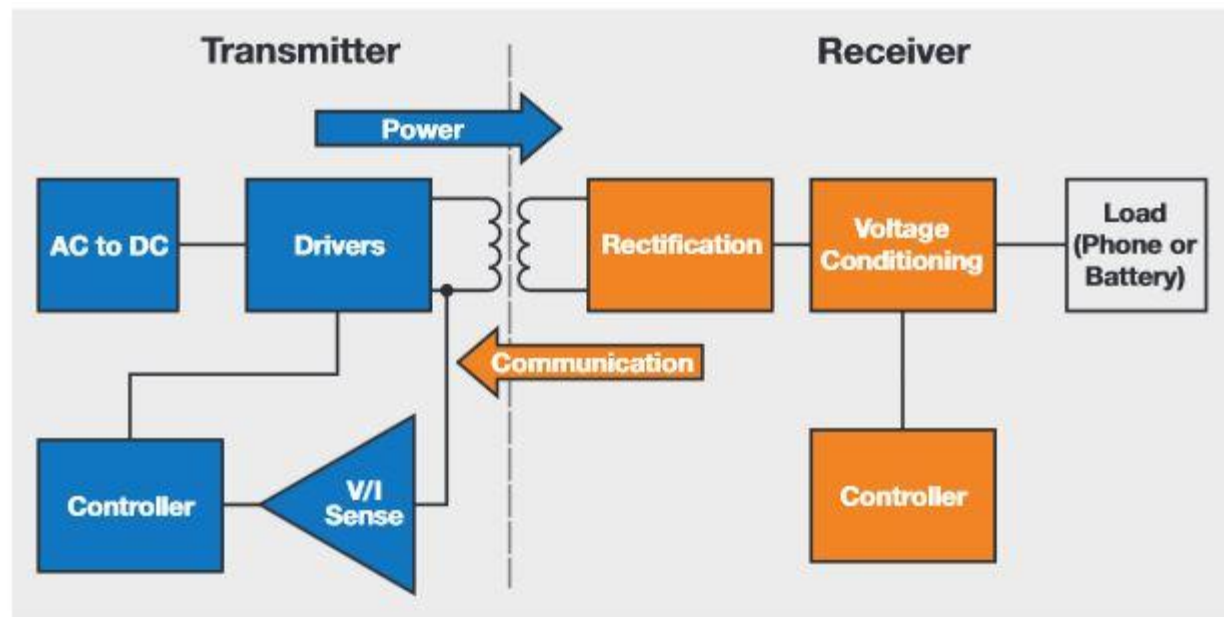 Transmitter
Receiver
Power
AC to DC
Drivers
Rectification
Voltage
Conditioning
Load
(Phone or
Battery)
Communication
Controller
V/I
Sense
Controller